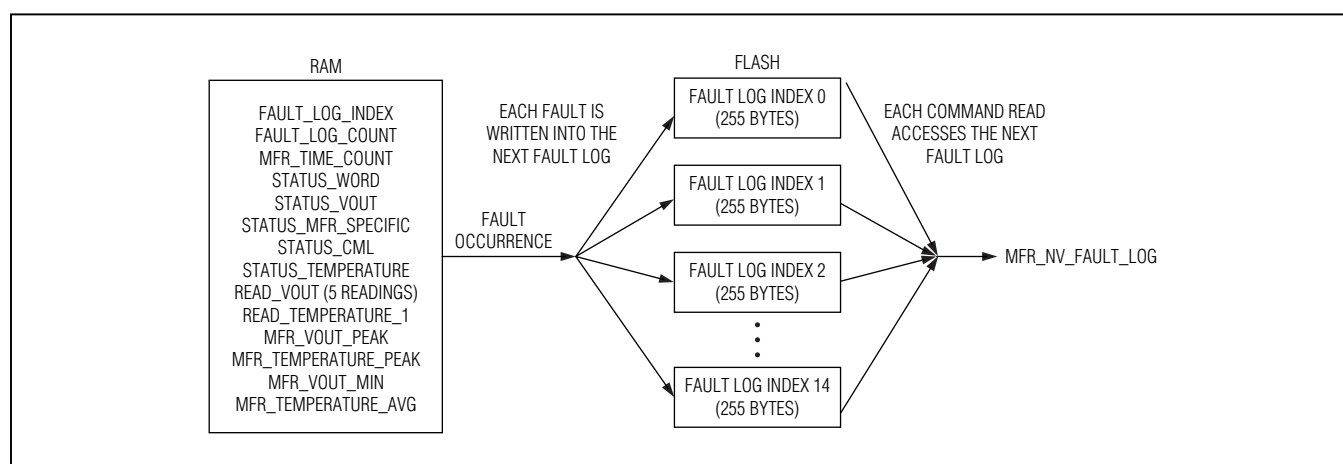 RAM
FAULT_LOG_INDEX
FAULT_LOG_COUNT
MFR_TIME_COUNT
STATUS_WORD
STATUS_VOUT
STATUS_MFR_SPECIFIC
STATUS_CML
STATUS_TEMPERATURE
READ_VOUT (5 READINGS)
READ_TEMPERATURE_1
MFR_VOUT_PEAK
MFR_TEMPERATURE_PEAK
MFR_VOUT_MIN
MFR_TEMPERATURE_AVG
FAULT
OCCURRENCE
EACH FAULT IS
WRITTEN INTO THE
NEXT FAULT LOG
FLASH
FAULT LOG INDEX 0
(255 BYTES)
FAULT LOG INDEX 1
(255 BYTES)
FAULT LOG INDEX 2
(255 BYTES)
FAULT LOG INDEX 14
(255 BYTES)
EACH COMMAND READ
ACCESSES THE NEXT
FAULT LOG
MFR_NV_FAULT_LOG